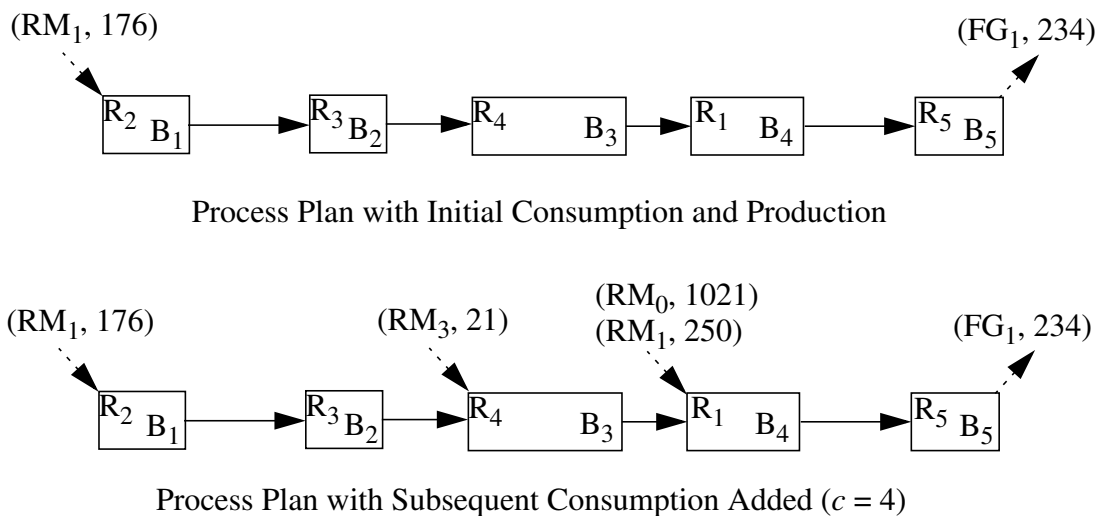 (RM₁, 176)
(FG₁, 234)
R₂ B₁
R₃ B₂
R₄ B₃
R₁ B₄
R₅ B₅
Process Plan with Initial Consumption and Production
(RM₀, 1021)
(RM₁, 176)
(RM₃, 21)
(RM₁, 250)
(FG₁, 234)
R₂ B₁
R₃ B₂
R₄ B₃
R₁ B₄
R₅ B₅
Process Plan with Subsequent Consumption Added (c = 4)